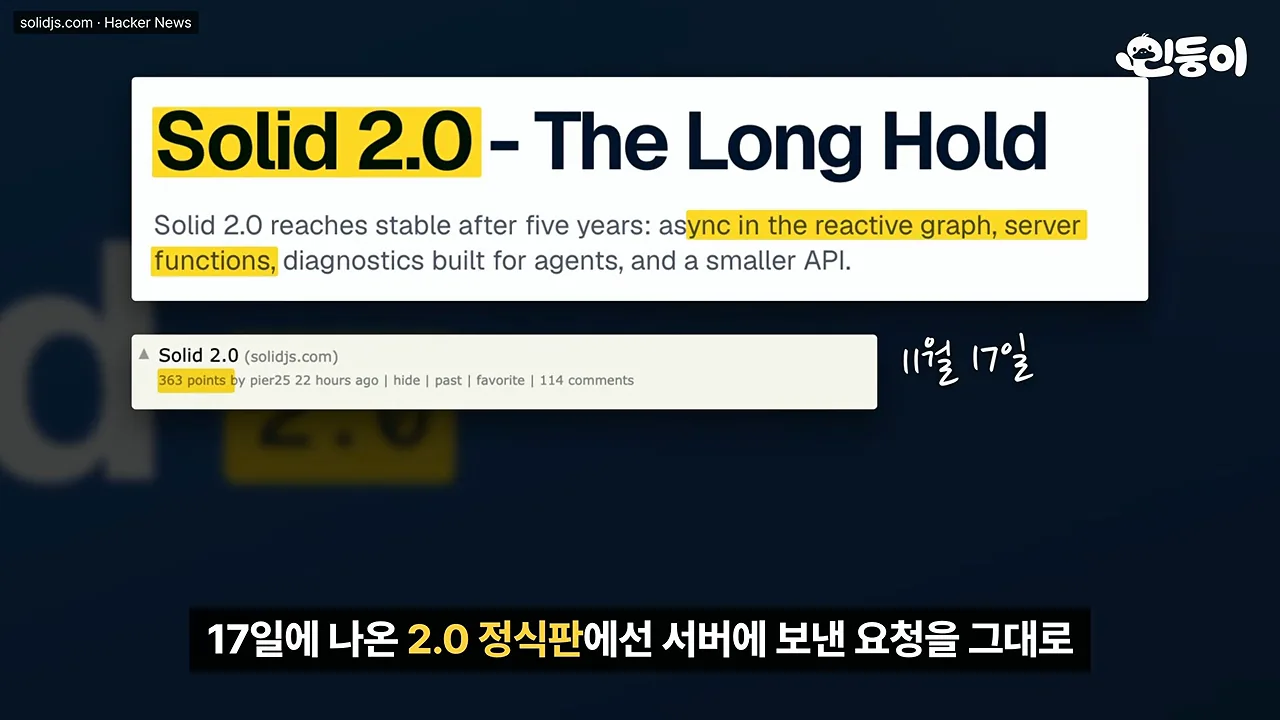 solidjs.com · Hacker News
인둥이
Solid 2.0 - The Long Hold
Solid 2.0 reaches stable after five years: async in the reactive graph, server
functions, diagnostics built for agents, and a smaller API.
▲ Solid 2.0 (solidjs.com)
363 points by pier25 22 hours ago | hide | past | favorite | 114 comments
11월 17일
d 2.0
17일에 나온 2.0 정식판에선 서버에 보낸 요청을 그대로